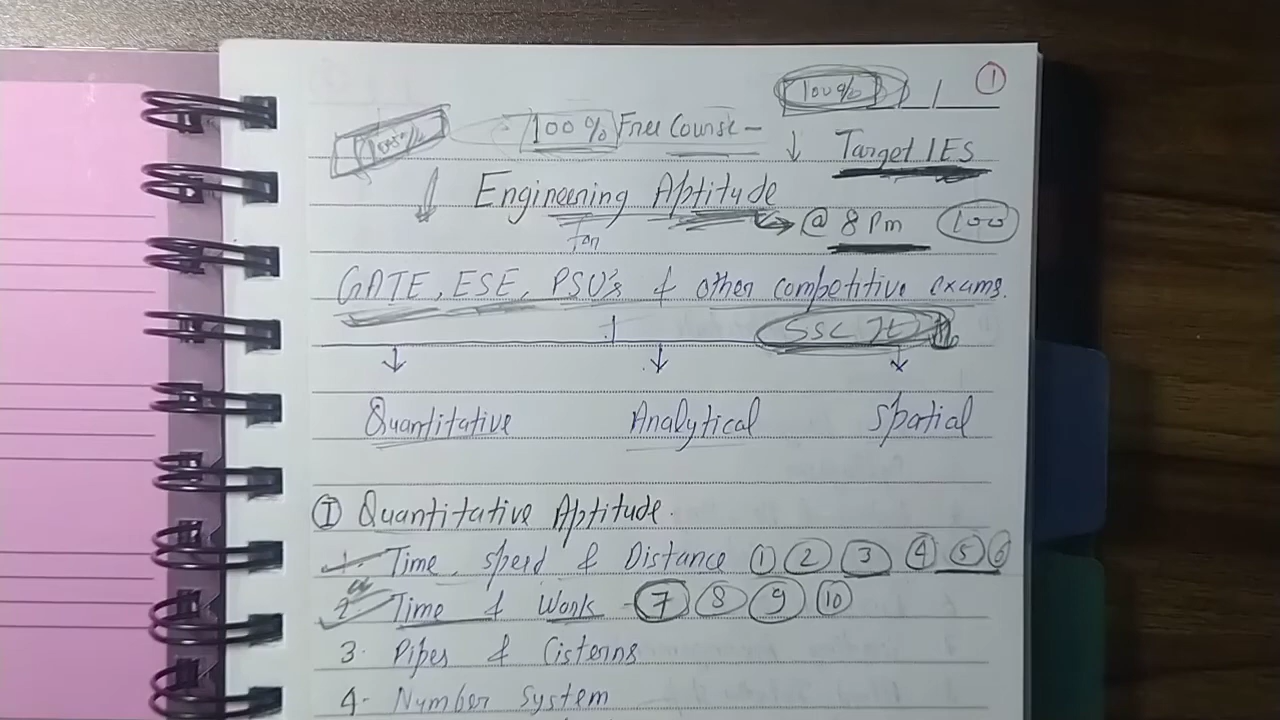 100% 1
100% Free Course -
↓ Target IES
Engineering Aptitude
→ @ 8 Pm 100
For
GATE, ESE, PSU's & other competitive exams.
SSC JE
Quantitative Analytical Spatial
I Quantitative Aptitude.
1. Time, Speed & Distance 1 2 3 4 5 6
2. Time & Work - 7 8 9 10
3. Pipes & Cisterns
4. Number System